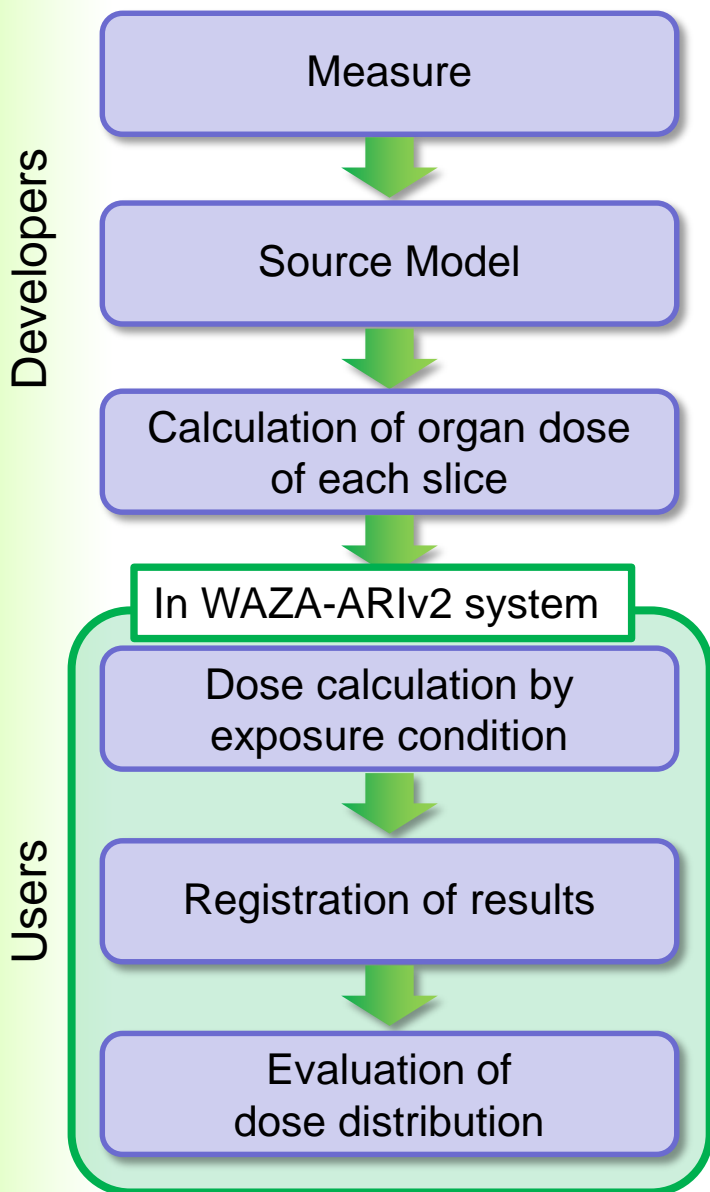 Developers
Measure
Source Model
Calculation of organ dose
of each slice
In WAZA-ARIv2 system
Users
Dose calculation by
exposure condition
Registration of results
Evaluation of
dose distribution